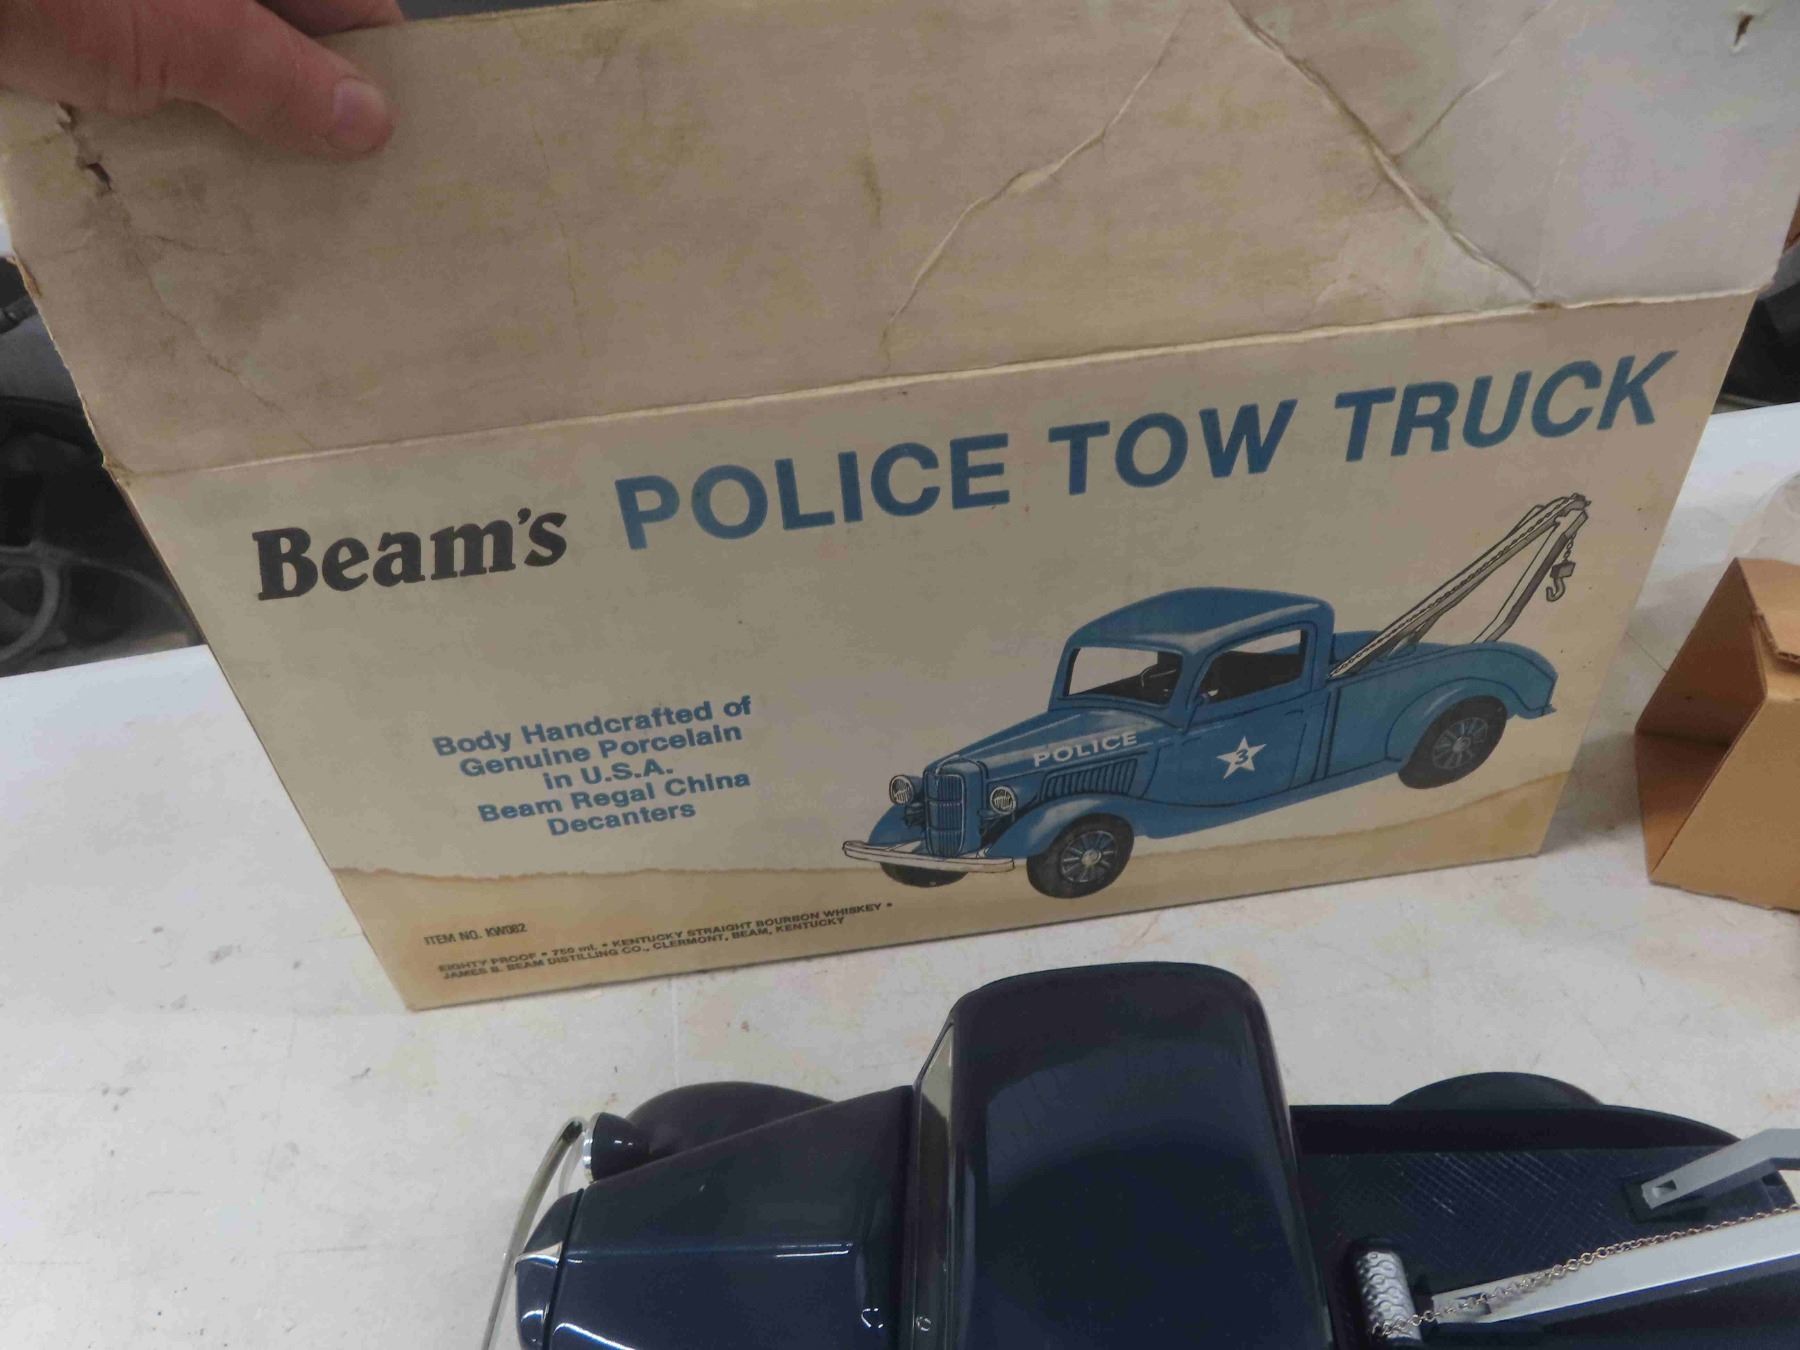 Beam's POLICE TOW TRUCK
Body Handcrafted of
Genuine Porcelain
in U.S.A.
Beam Regal China
Decanters
POLICE
3
ITEM NO. KW082
EIGHTY PROOF • 750 ml. • KENTUCKY STRAIGHT BOURBON WHISKEY •
JAMES B. BEAM DISTILLING CO., CLERMONT, BEAM, KENTUCKY